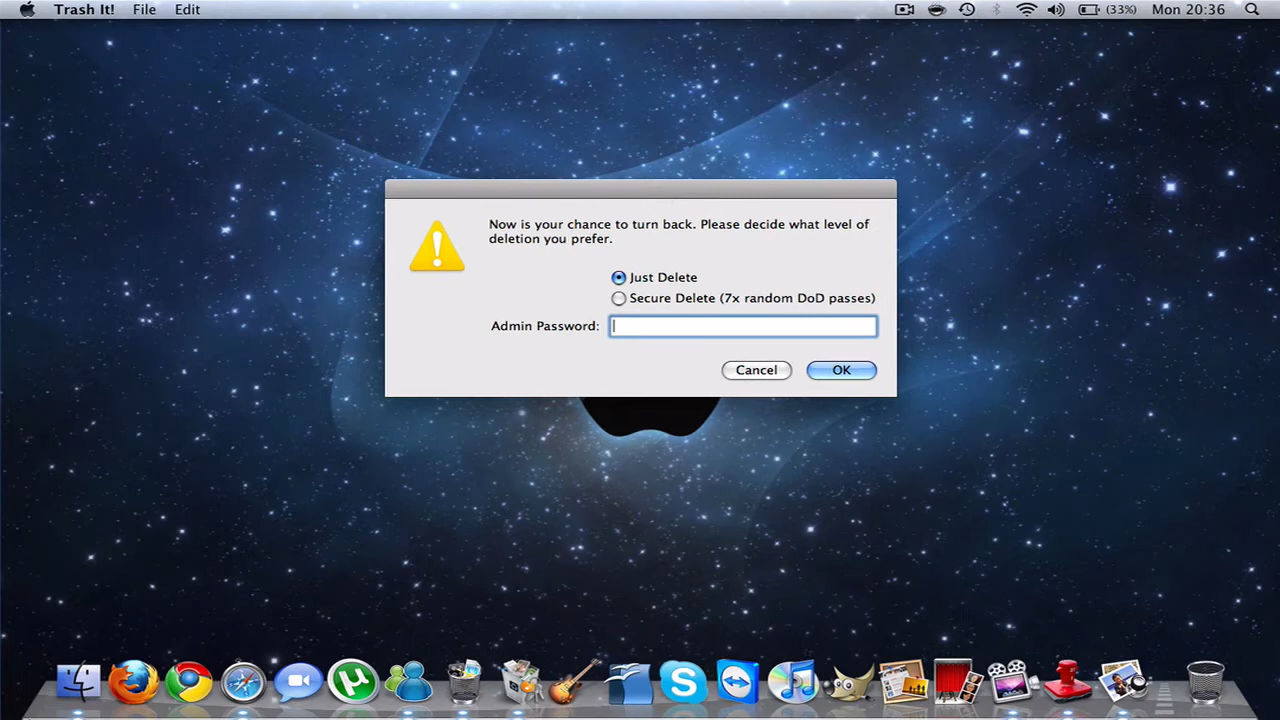 Trash It! File Edit (33%) Mon 20:36
Now is your chance to turn back. Please decide what level of
deletion you prefer.
Just Delete
Secure Delete (7x random DoD passes)
Admin Password:
Cancel OK